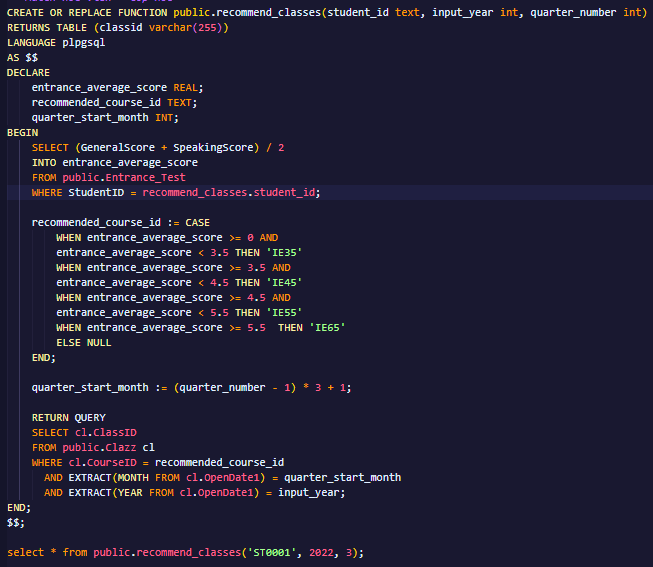 CREATE OR REPLACE FUNCTION public.recommend_classes(student_id text, input_year int, quarter_number int)
RETURNS TABLE (classid varchar(255))
LANGUAGE plpgsql
AS $$
DECLARE
    entrance_average_score REAL;
    recommended_course_id TEXT;
    quarter_start_month INT;
BEGIN
    SELECT (GeneralScore + SpeakingScore) / 2
    INTO entrance_average_score
    FROM public.Entrance_Test
    WHERE StudentID = recommend_classes.student_id;

    recommended_course_id := CASE
        WHEN entrance_average_score >= 0 AND
        entrance_average_score < 3.5 THEN 'IE35'
        WHEN entrance_average_score >= 3.5 AND
        entrance_average_score < 4.5 THEN 'IE45'
        WHEN entrance_average_score >= 4.5 AND
        entrance_average_score < 5.5 THEN 'IE55'
        WHEN entrance_average_score >= 5.5  THEN 'IE65'
        ELSE NULL
    END;

    quarter_start_month := (quarter_number - 1) * 3 + 1;

    RETURN QUERY
    SELECT cl.ClassID
    FROM public.Clazz cl
    WHERE cl.CourseID = recommended_course_id
      AND EXTRACT(MONTH FROM cl.OpenDate1) = quarter_start_month
      AND EXTRACT(YEAR FROM cl.OpenDate1) = input_year;
END;
$$;

select * from public.recommend_classes('ST0001', 2022, 3);